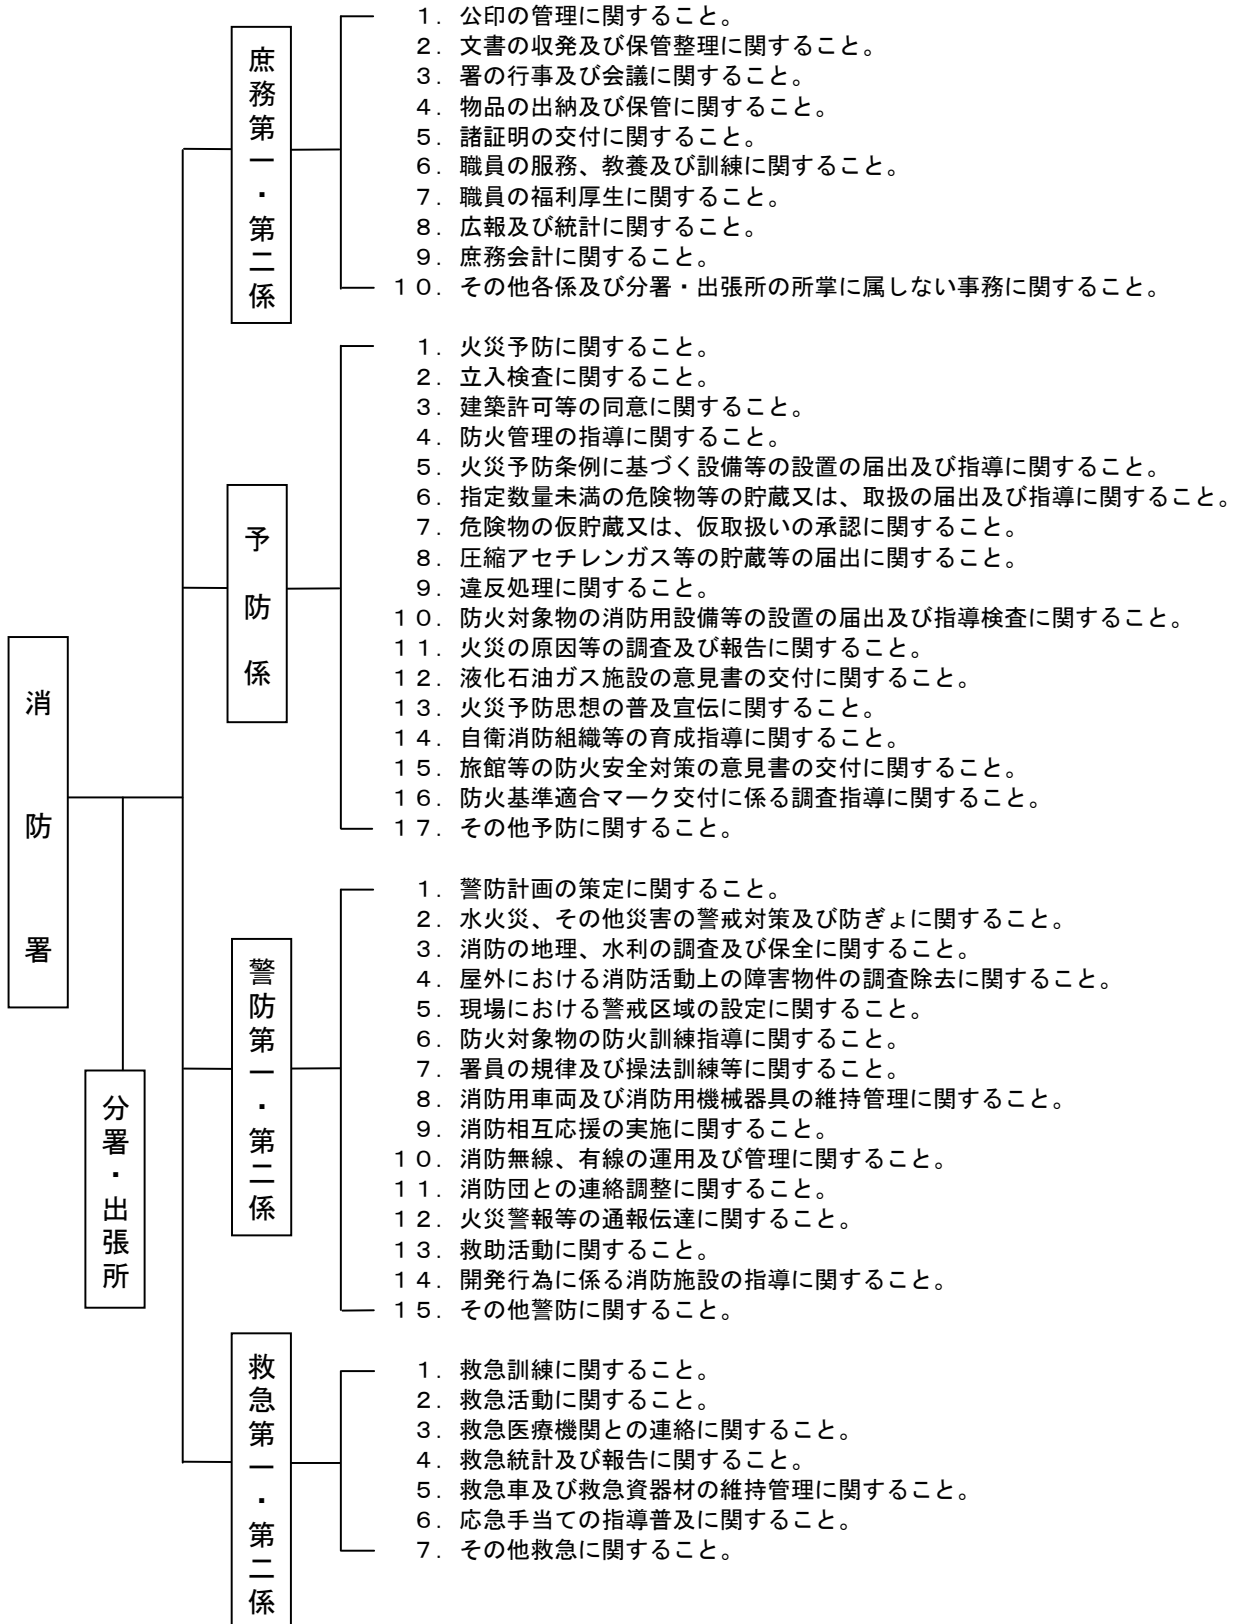 消防署
分署・出張所
庶務第一・第二係
１．公印の管理に関すること。
２．文書の収発及び保管整理に関すること。
３．署の行事及び会議に関すること。
４．物品の出納及び保管に関すること。
５．諸証明の交付に関すること。
６．職員の服務、教養及び訓練に関すること。
７．職員の福利厚生に関すること。
８．広報及び統計に関すること。
９．庶務会計に関すること。
１０．その他各係及び分署・出張所の所掌に属しない事務に関すること。
予防係
１．火災予防に関すること。
２．立入検査に関すること。
３．建築許可等の同意に関すること。
４．防火管理の指導に関すること。
５．火災予防条例に基づく設備等の設置の届出及び指導に関すること。
６．指定数量未満の危険物等の貯蔵又は、取扱の届出及び指導に関すること。
７．危険物の仮貯蔵又は、仮取扱いの承認に関すること。
８．圧縮アセチレンガス等の貯蔵等の届出に関すること。
９．違反処理に関すること。
１０．防火対象物の消防用設備等の設置の届出及び指導検査に関すること。
１１．火災の原因等の調査及び報告に関すること。
１２．液化石油ガス施設の意見書の交付に関すること。
１３．火災予防思想の普及宣伝に関すること。
１４．自衛消防組織等の育成指導に関すること。
１５．旅館等の防火安全対策の意見書の交付に関すること。
１６．防火基準適合マーク交付に係る調査指導に関すること。
１７．その他予防に関すること。
警防第一・第二係
１．警防計画の策定に関すること。
２．水火災、その他災害の警戒対策及び防ぎょに関すること。
３．消防の地理、水利の調査及び保全に関すること。
４．屋外における消防活動上の障害物件の調査除去に関すること。
５．現場における警戒区域の設定に関すること。
６．防火対象物の防火訓練指導に関すること。
７．署員の規律及び操法訓練等に関すること。
８．消防用車両及び消防用機械器具の維持管理に関すること。
９．消防相互応援の実施に関すること。
１０．消防無線、有線の運用及び管理に関すること。
１１．消防団との連絡調整に関すること。
１２．火災警報等の通報伝達に関すること。
１３．救助活動に関すること。
１４．開発行為に係る消防施設の指導に関すること。
１５．その他警防に関すること。
救急第一・第二係
１．救急訓練に関すること。
２．救急活動に関すること。
３．救急医療機関との連絡に関すること。
４．救急統計及び報告に関すること。
５．救急車及び救急資器材の維持管理に関すること。
６．応急手当ての指導普及に関すること。
７．その他救急に関すること。